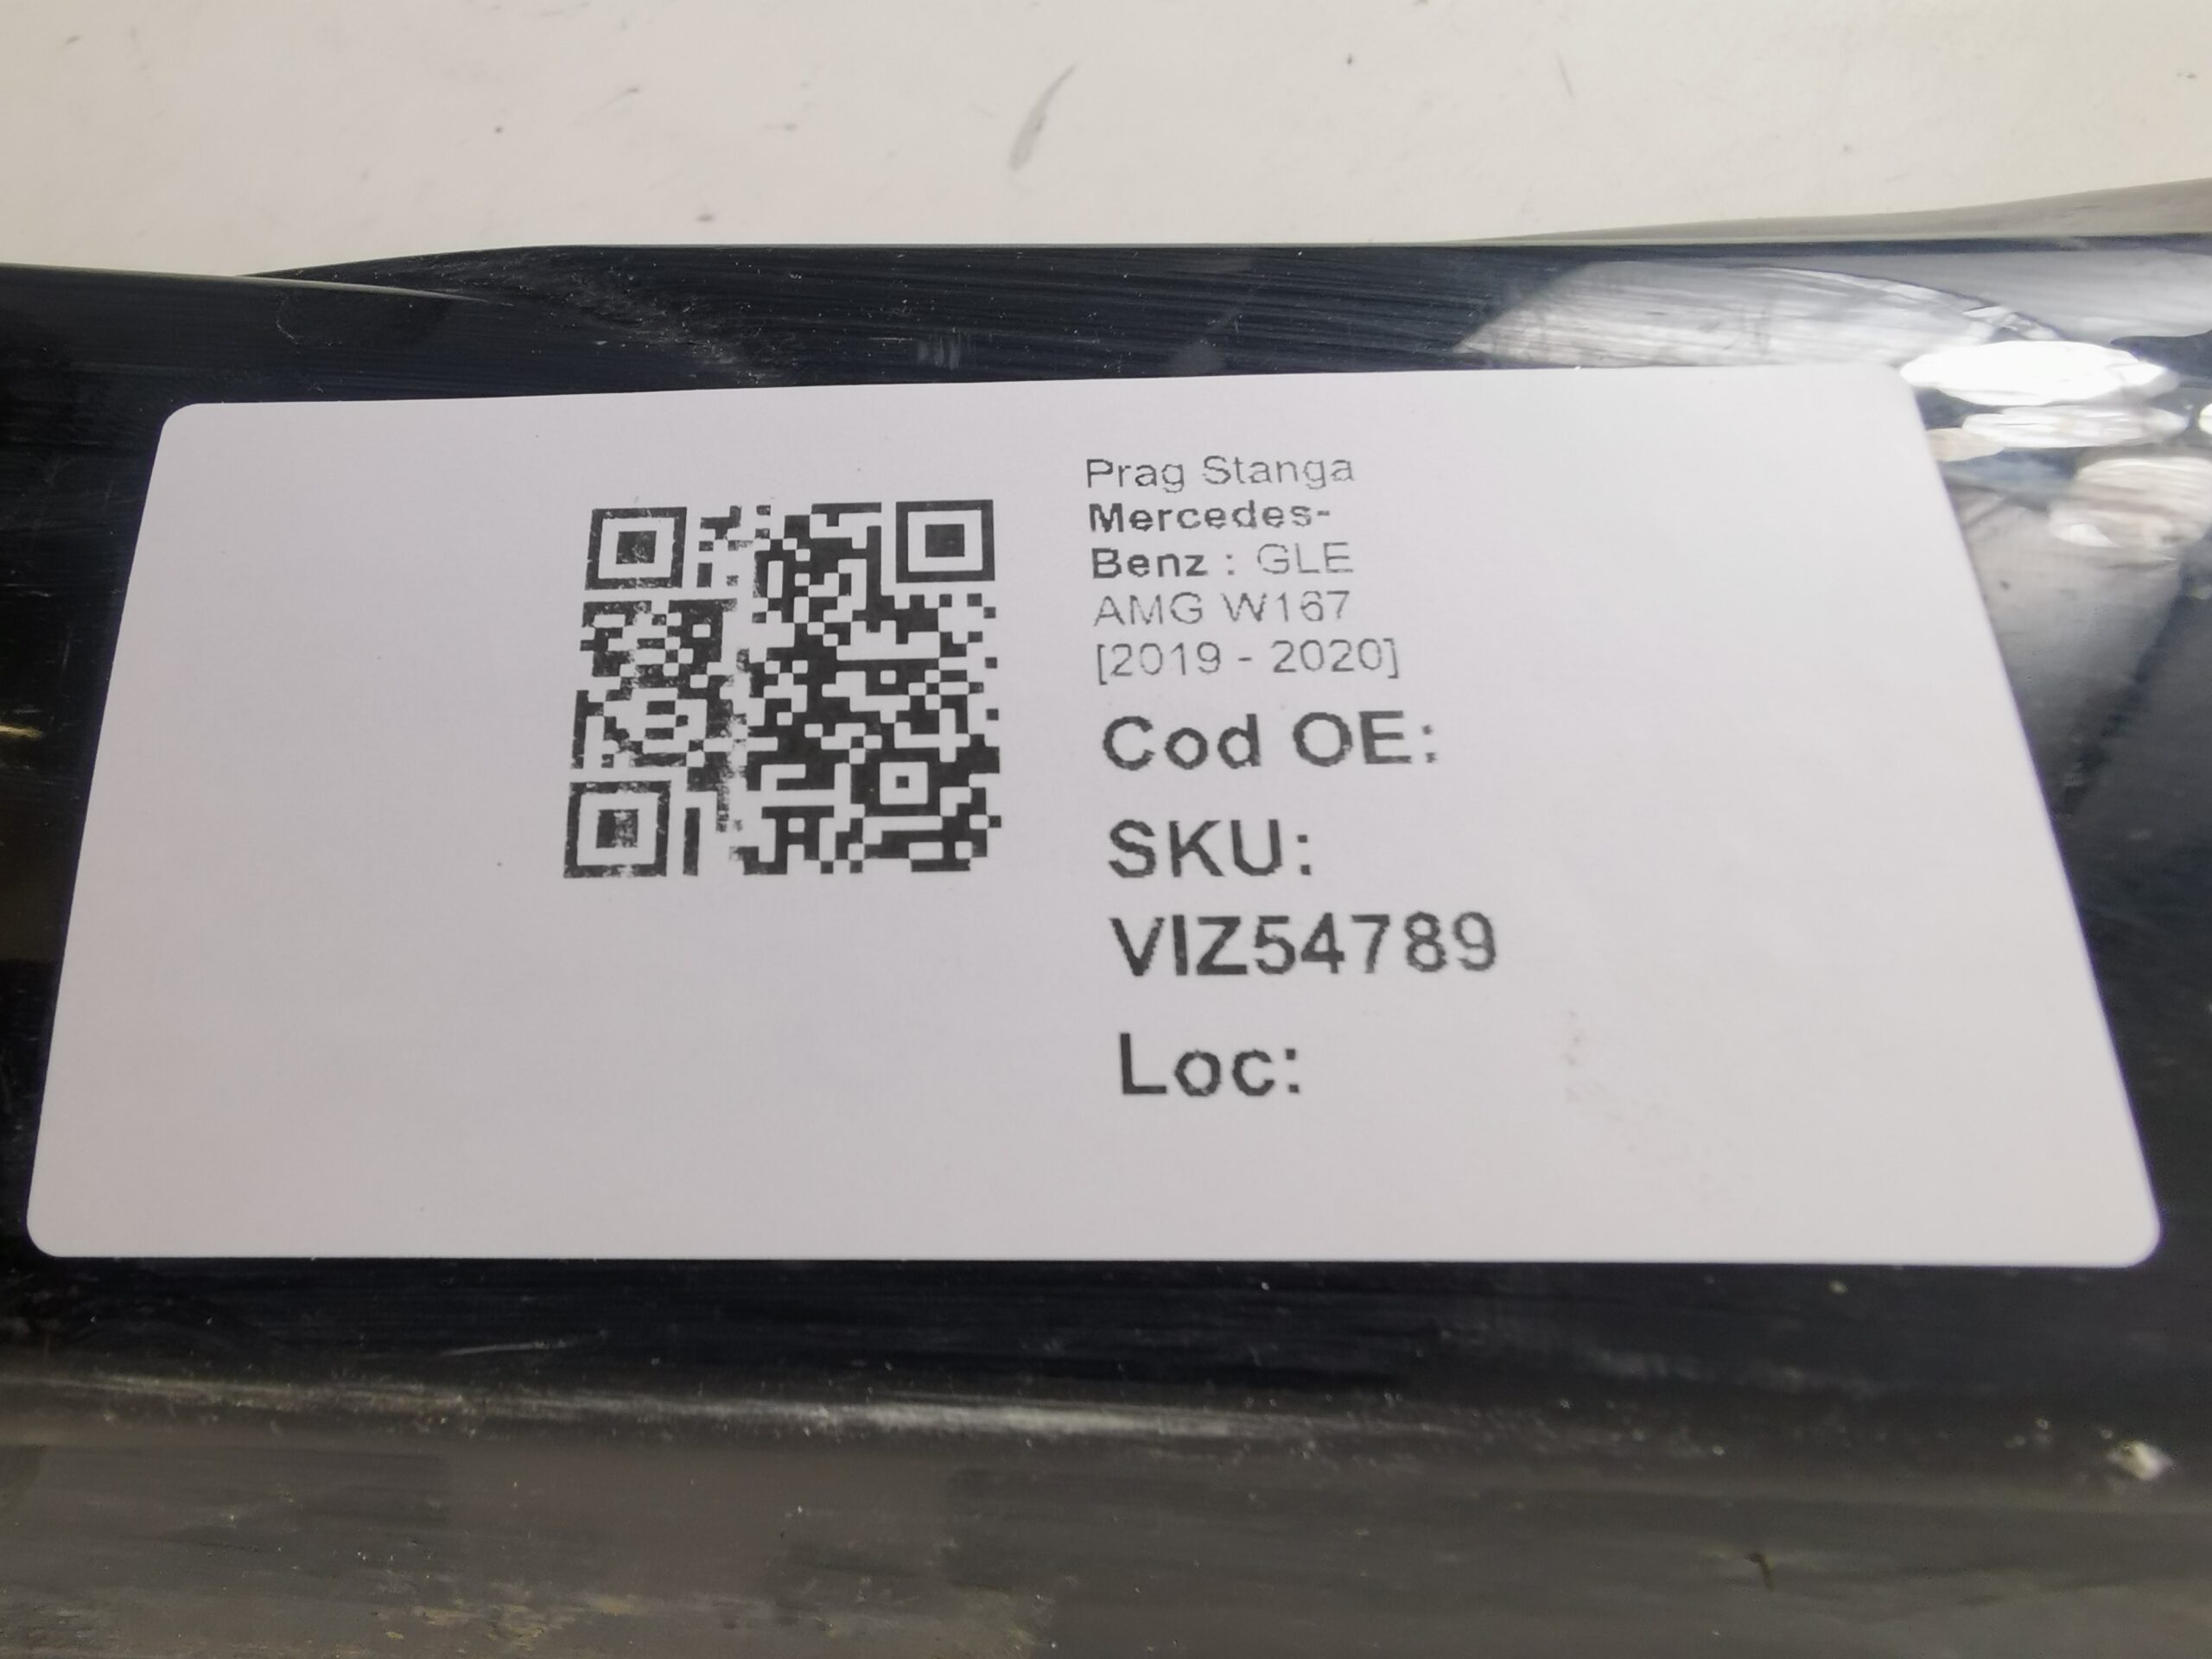 Prag Stanga
Mercedes-
Benz : GLE
AMG W167
[2019 - 2020]
Cod OE:
SKU:
VIZ54789
Loc: